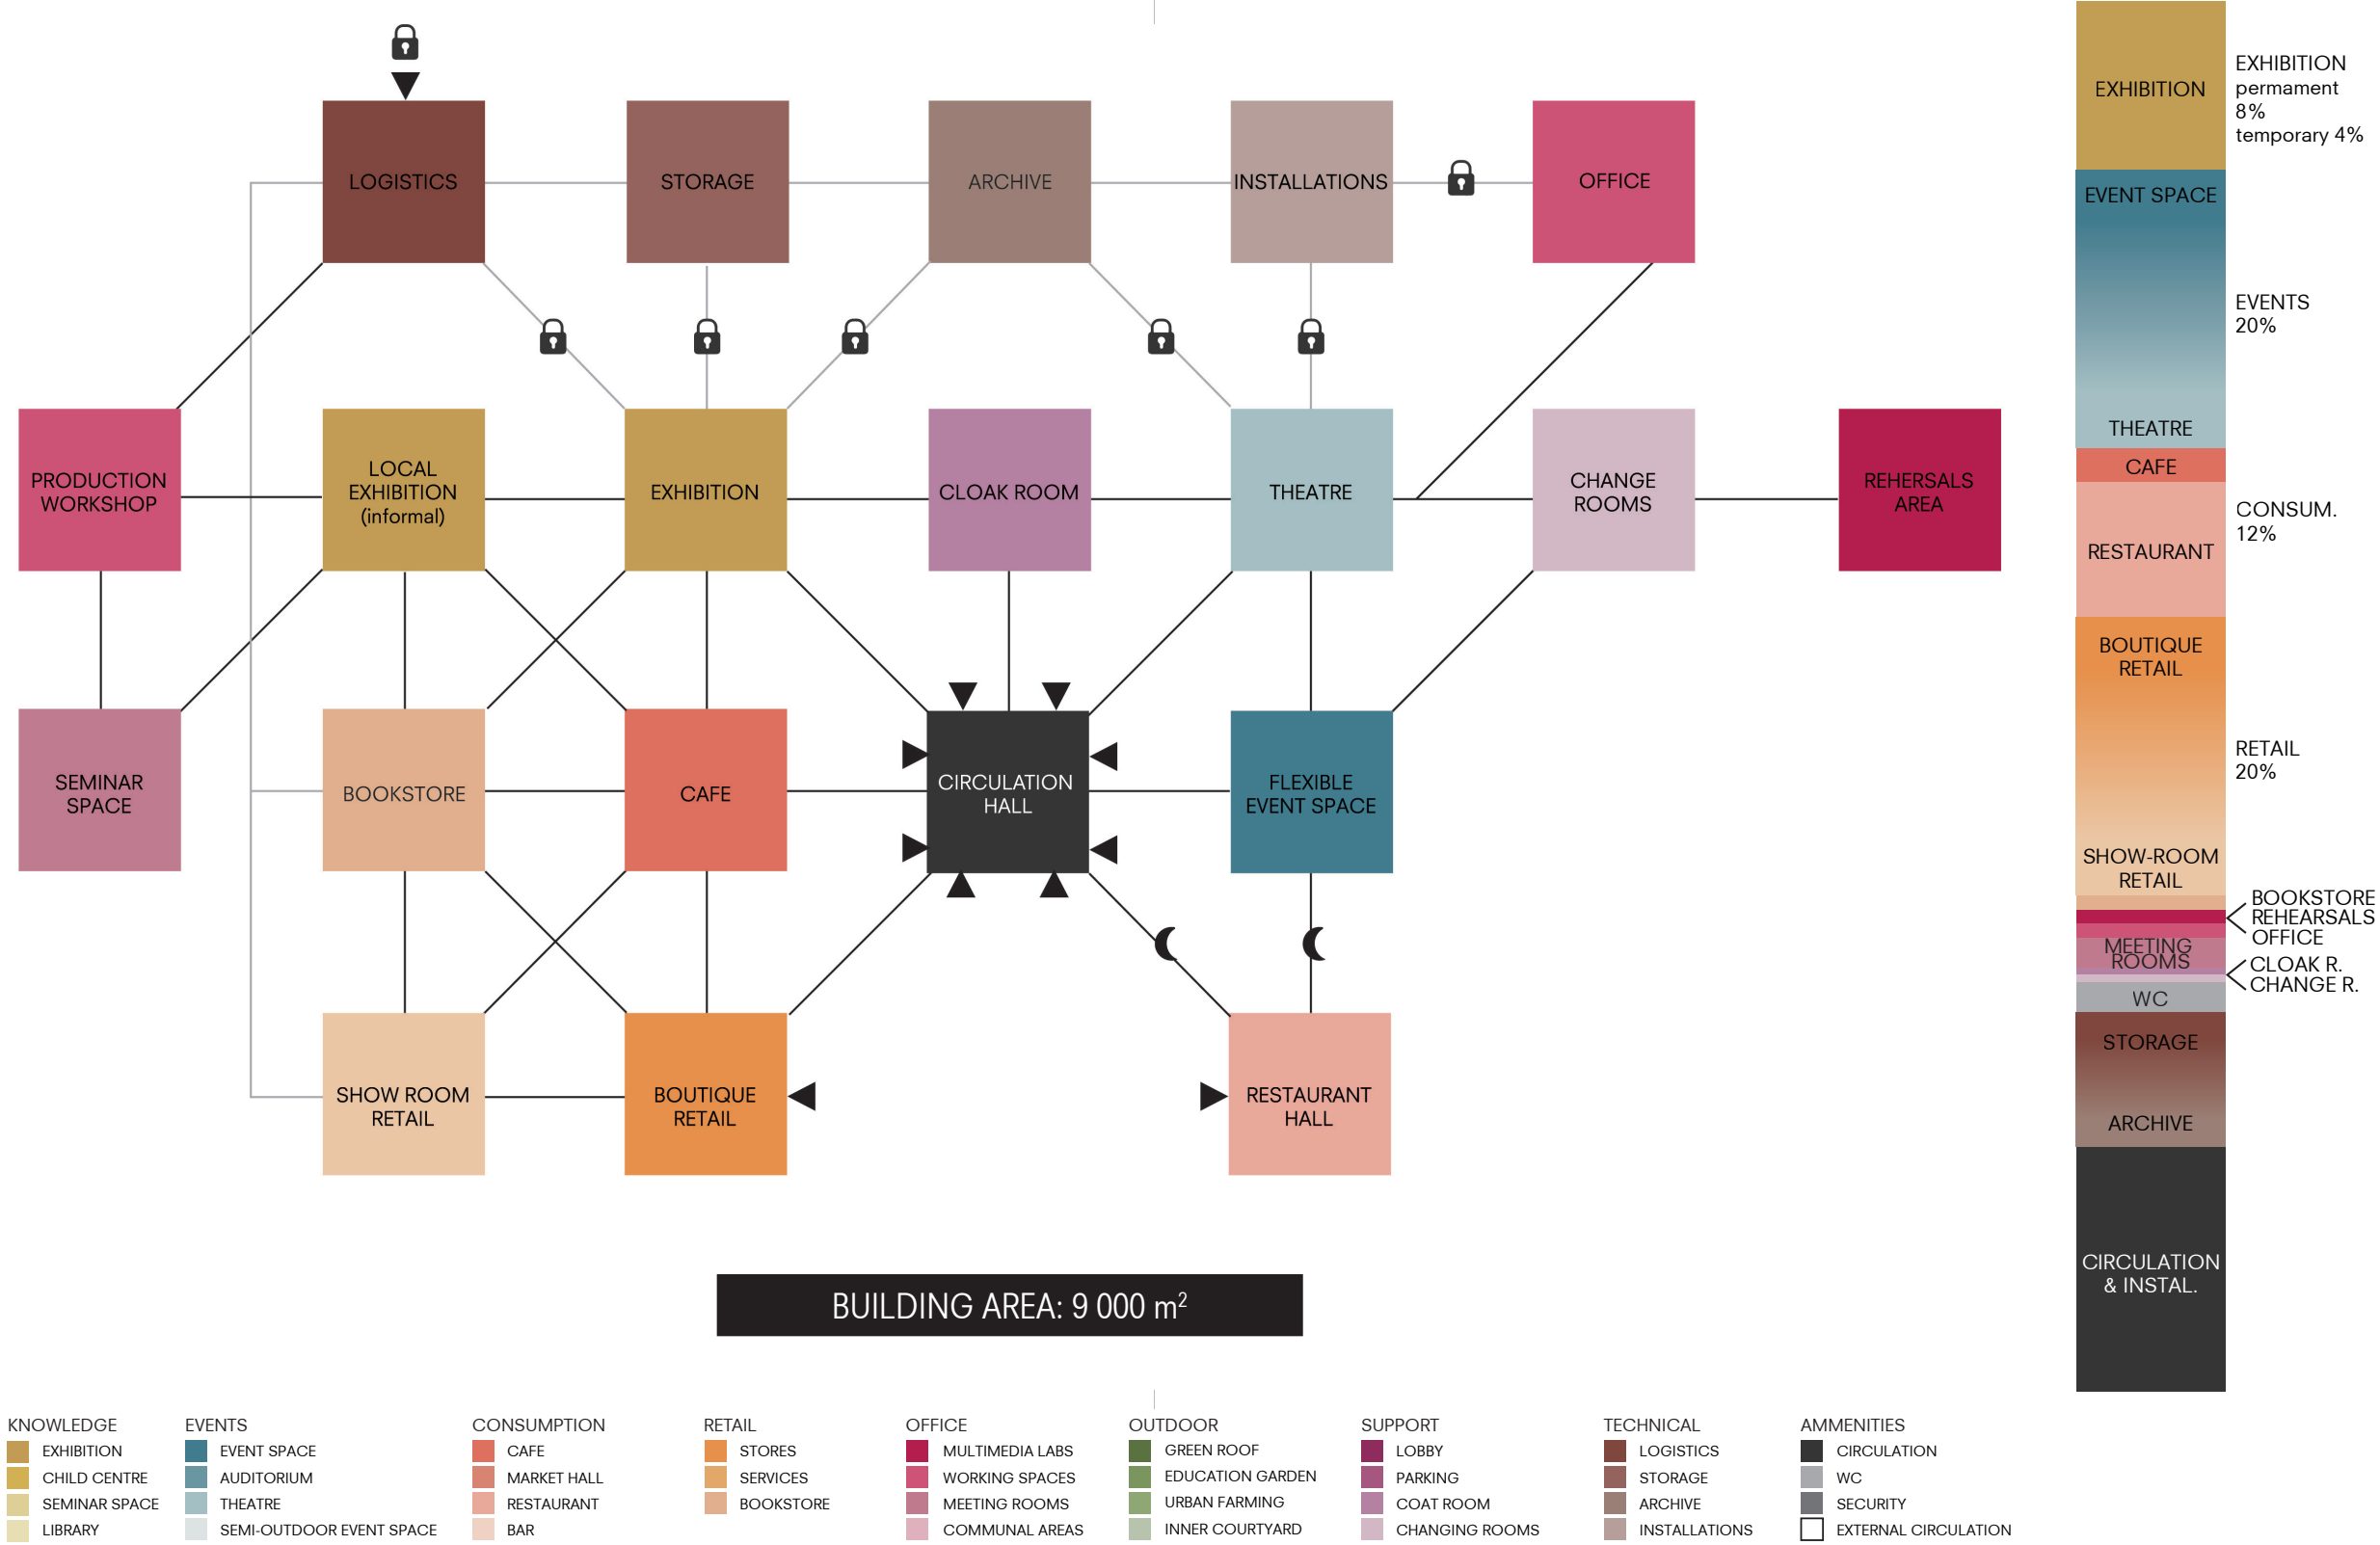 LOGISTICS
STORAGE
ARCHIVE
INSTALLATIONS
OFFICE
PRODUCTION
WORKSHOP
LOCAL
EXHIBITION
(informal)
EXHIBITION
CLOAK ROOM
THEATRE
CHANGE
ROOMS
REHERSALS
AREA
SEMINAR
SPACE
BOOKSTORE
CAFE
CIRCULATION
HALL
FLEXIBLE
EVENT SPACE
SHOW ROOM
RETAIL
BOUTIQUE
RETAIL
RESTAURANT
HALL
BUILDING AREA: 9 000 m²
EXHIBITION
EXHIBITION
permament
8%
temporary 4%
EVENT SPACE
EVENTS
20%
THEATRE
CAFE
CONSUM.
12%
RESTAURANT
BOUTIQUE
RETAIL
RETAIL
20%
SHOW-ROOM
RETAIL
BOOKSTORE
REHEARSALS
OFFICE
MEETING
ROOMS
CLOAK R.
CHANGE R.
WC
STORAGE
ARCHIVE
CIRCULATION
& INSTAL.
KNOWLEDGE
EXHIBITION
CHILD CENTRE
SEMINAR SPACE
LIBRARY
EVENTS
EVENT SPACE
AUDITORIUM
THEATRE
SEMI-OUTDOOR EVENT SPACE
CONSUMPTION
CAFE
MARKET HALL
RESTAURANT
BAR
RETAIL
STORES
SERVICES
BOOKSTORE
OFFICE
MULTIMEDIA LABS
WORKING SPACES
MEETING ROOMS
COMMUNAL AREAS
OUTDOOR
GREEN ROOF
EDUCATION GARDEN
URBAN FARMING
INNER COURTYARD
SUPPORT
LOBBY
PARKING
COAT ROOM
CHANGING ROOMS
TECHNICAL
LOGISTICS
STORAGE
ARCHIVE
INSTALLATIONS
AMMENITIES
CIRCULATION
WC
SECURITY
EXTERNAL CIRCULATION